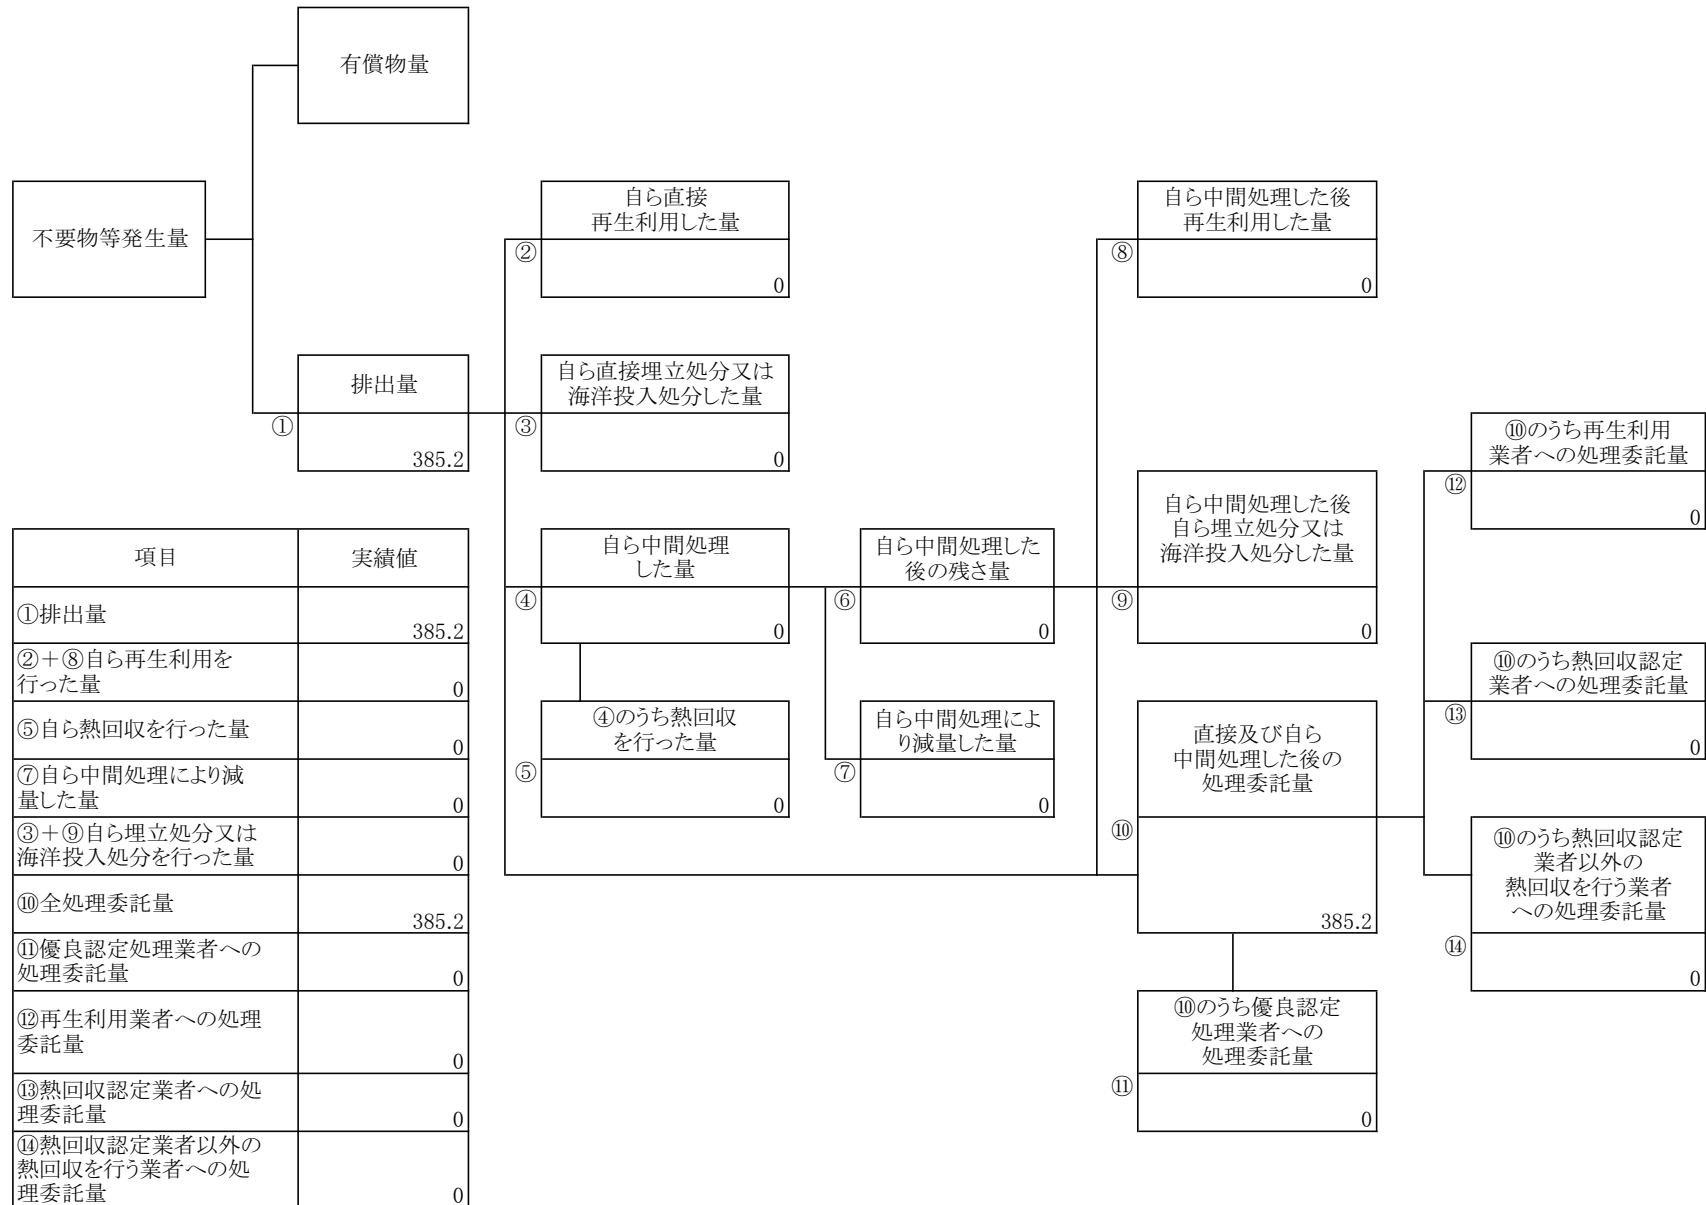 有償物量
不要物等発生量
排出量
①
385.2
自ら直接
再生利用した量
②
0
自ら直接埋立処分又は
海洋投入処分した量
③
0
自ら中間処理
した量
④
0
④のうち熱回収
を行った量
⑤
0
自ら中間処理した
後の残さ量
⑥
0
自ら中間処理によ
り減量した量
⑦
0
自ら中間処理した後
再生利用した量
⑧
0
自ら中間処理した後
自ら埋立処分又は
海洋投入処分した量
⑨
0
直接及び自ら
中間処理した後の
処理委託量
⑩
385.2
⑩のうち優良認定
処理業者への
処理委託量
⑪
0
⑩のうち再生利用
業者への処理委託量
⑫
0
⑩のうち熱回収認定
業者への処理委託量
⑬
0
⑩のうち熱回収認定
業者以外の
熱回収を行う業者
への処理委託量
⑭
0
項目 実績値
①排出量
385.2
②＋⑧自ら再生利用を
行った量
0
⑤自ら熱回収を行った量
0
⑦自ら中間処理により減
量した量
0
③＋⑨自ら埋立処分又は
海洋投入処分を行った量
0
⑩全処理委託量
385.2
⑪優良認定処理業者への
処理委託量
0
⑫再生利用業者への処理
委託量
0
⑬熱回収認定業者への処
理委託量
0
⑭熱回収認定業者以外の
熱回収を行う業者への処
理委託量
0